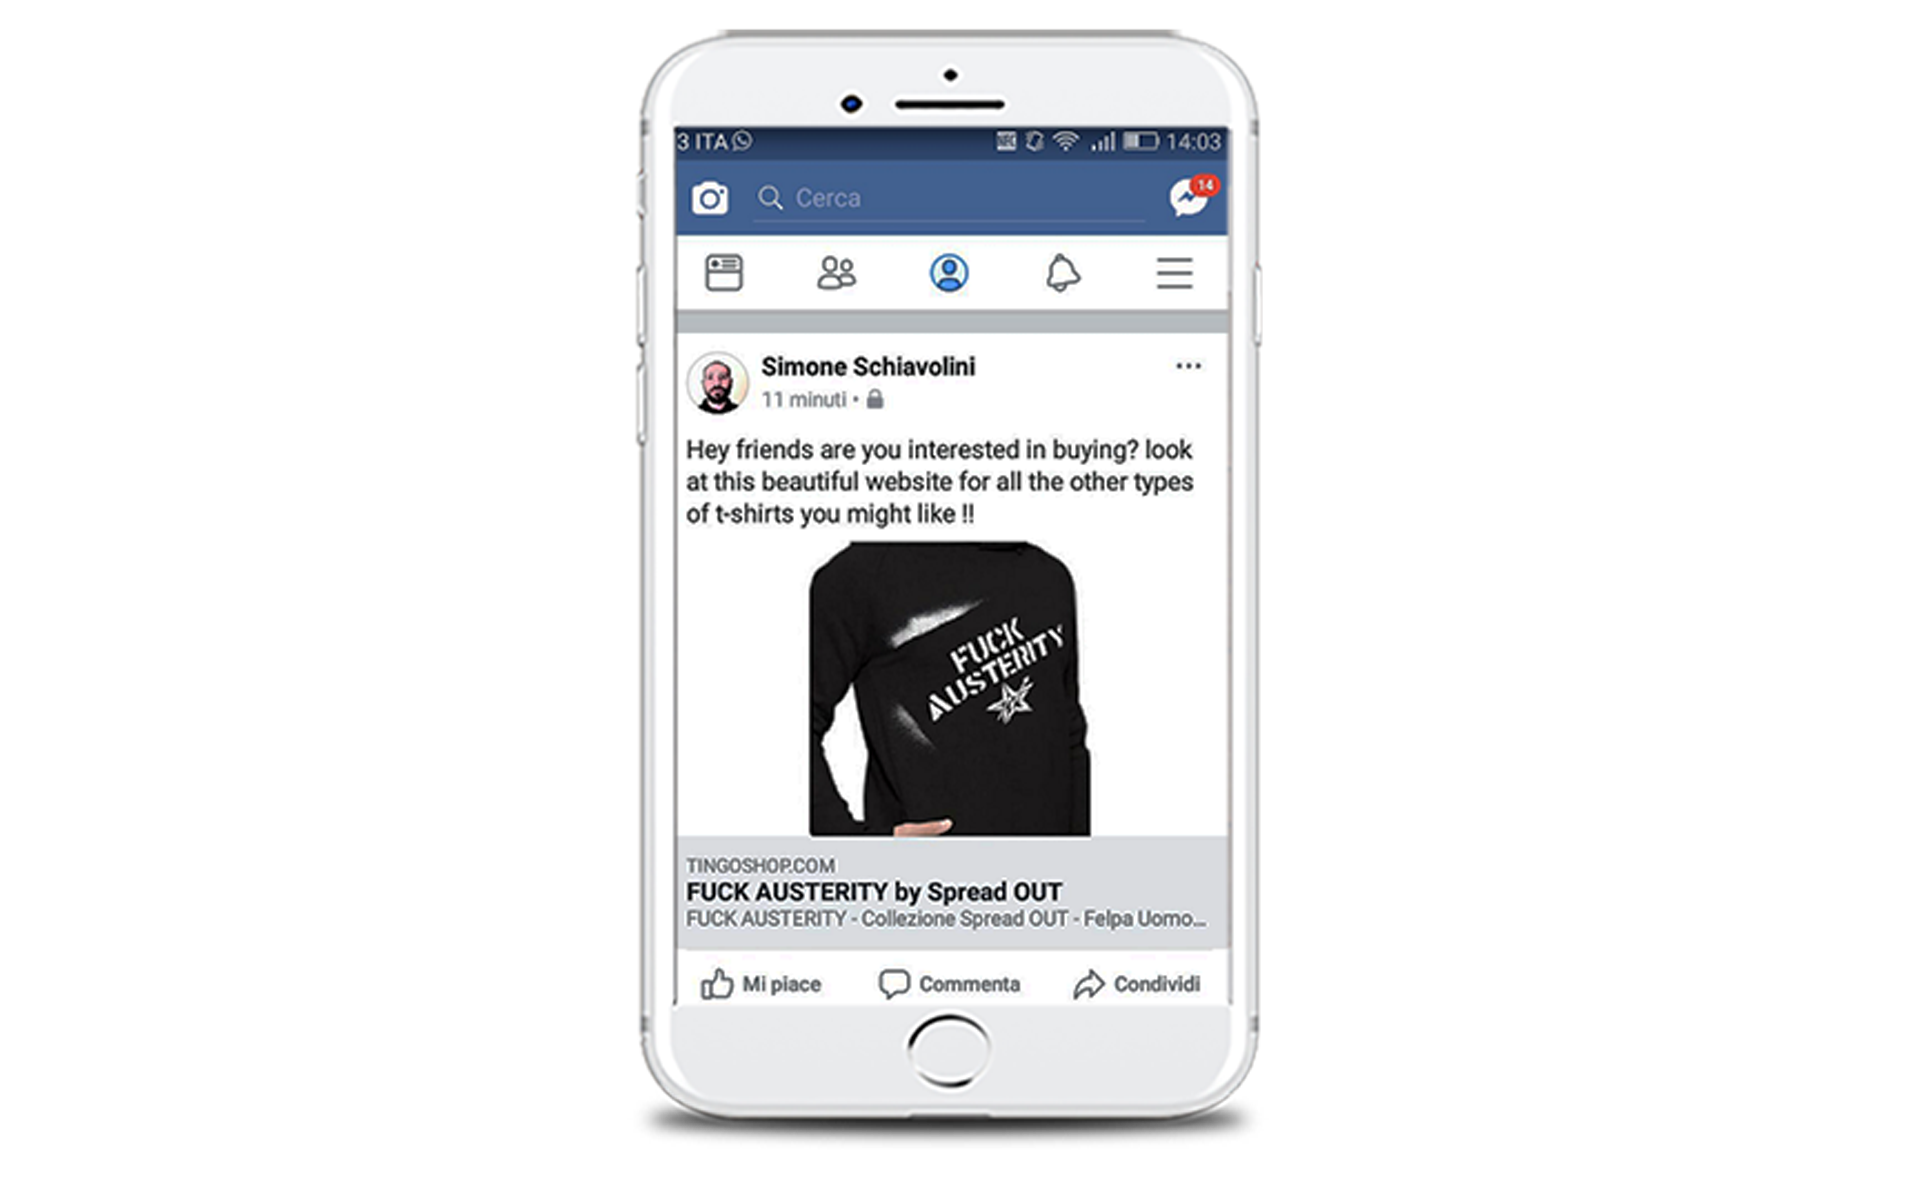 3 ITA 14:03
Cerca 14
Simone Schiavolini
11 minuti •
Hey friends are you interested in buying? look
at this beautiful website for all the other types
of t-shirts you might like !!
FUCK
AUSTERITY
TINGOSHOP.COM
FUCK AUSTERITY by Spread OUT
FUCK AUSTERITY - Collezione Spread OUT - Felpa Uomo...
Mi piace Commenta Condividi